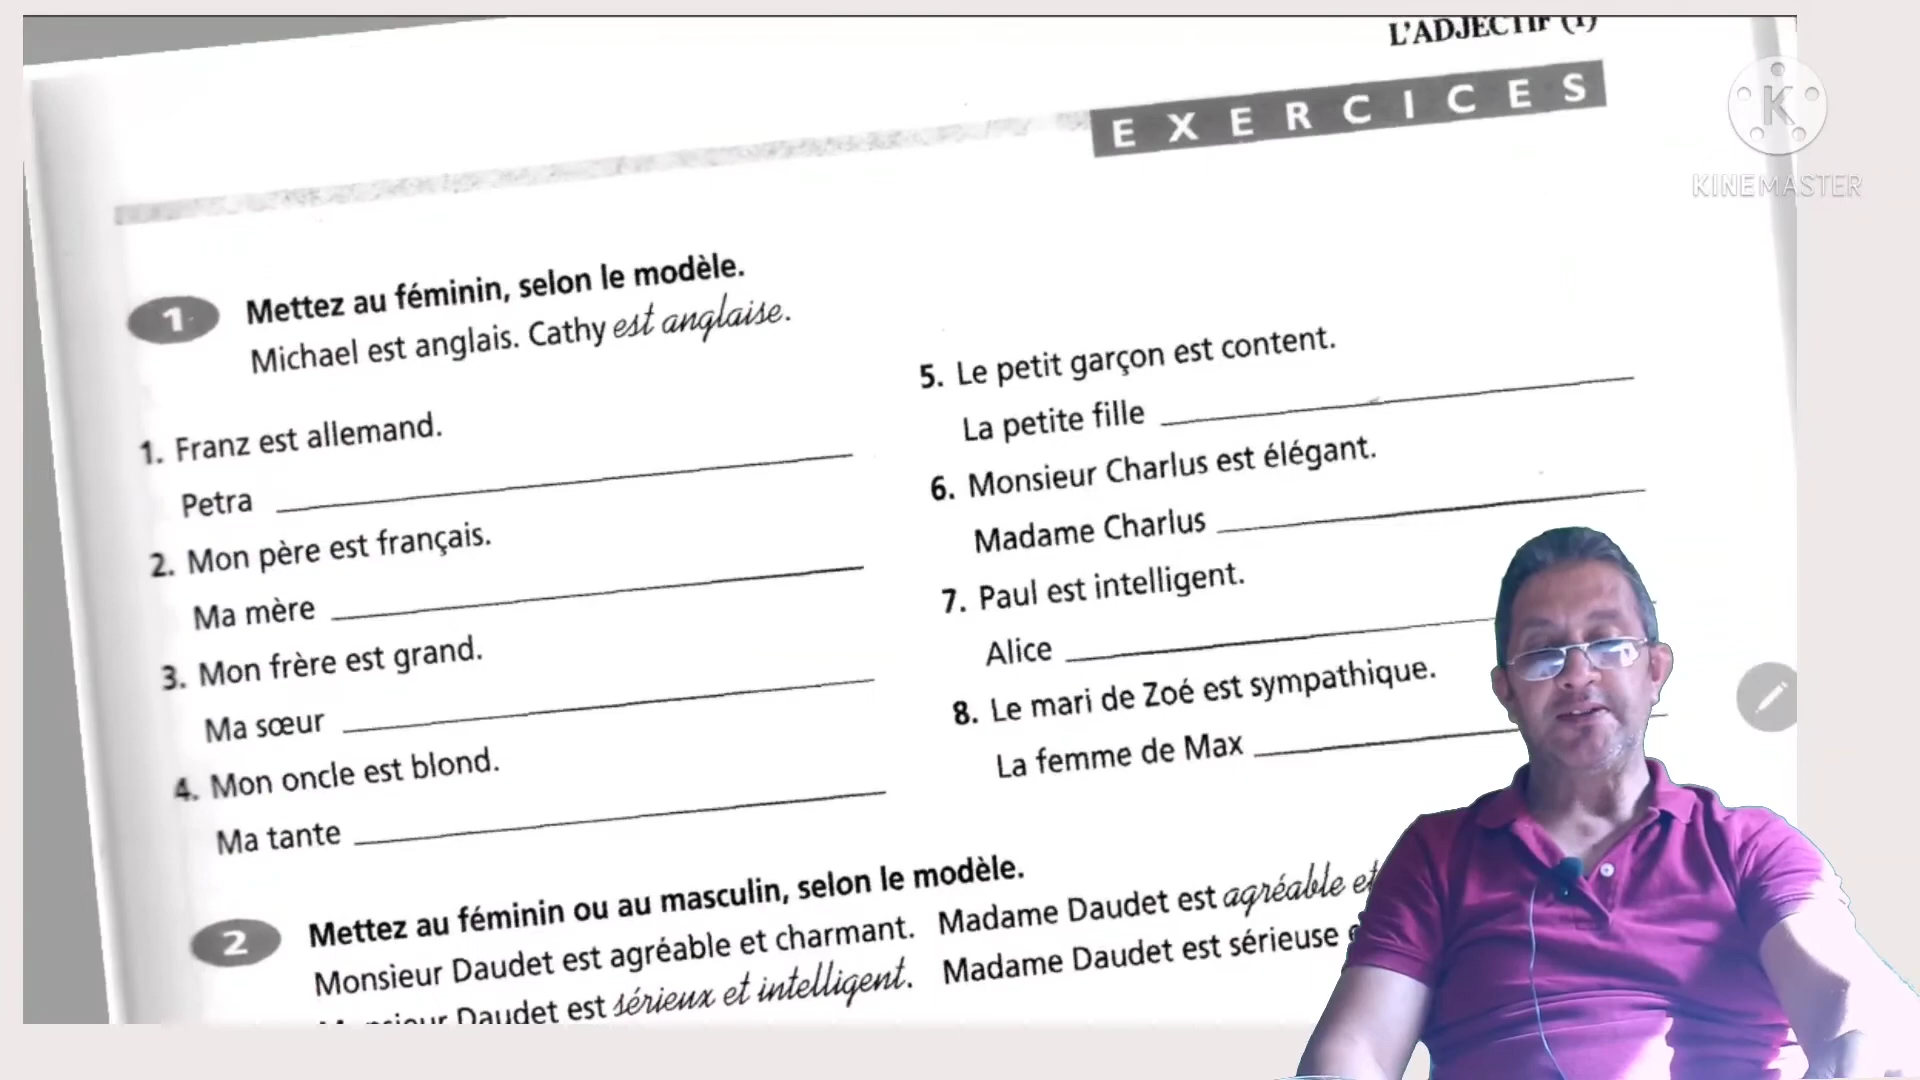 L'ADJECTIF (1)
EXERCICES
K
KINEMASTER
1 Mettez au féminin, selon le modèle.
Michael est anglais. Cathy est anglaise.
1. Franz est allemand.
Petra
2. Mon père est français.
Ma mère
3. Mon frère est grand.
Ma sœur
4. Mon oncle est blond.
Ma tante
5. Le petit garçon est content.
La petite fille
6. Monsieur Charlus est élégant.
Madame Charlus
7. Paul est intelligent.
Alice
8. Le mari de Zoé est sympathique.
La femme de Max
2 Mettez au féminin ou au masculin, selon le modèle.
Monsieur Daudet est agréable et charmant. Madame Daudet est agréable et
Monsieur Daudet est sérieux et intelligent. Madame Daudet est sérieuse